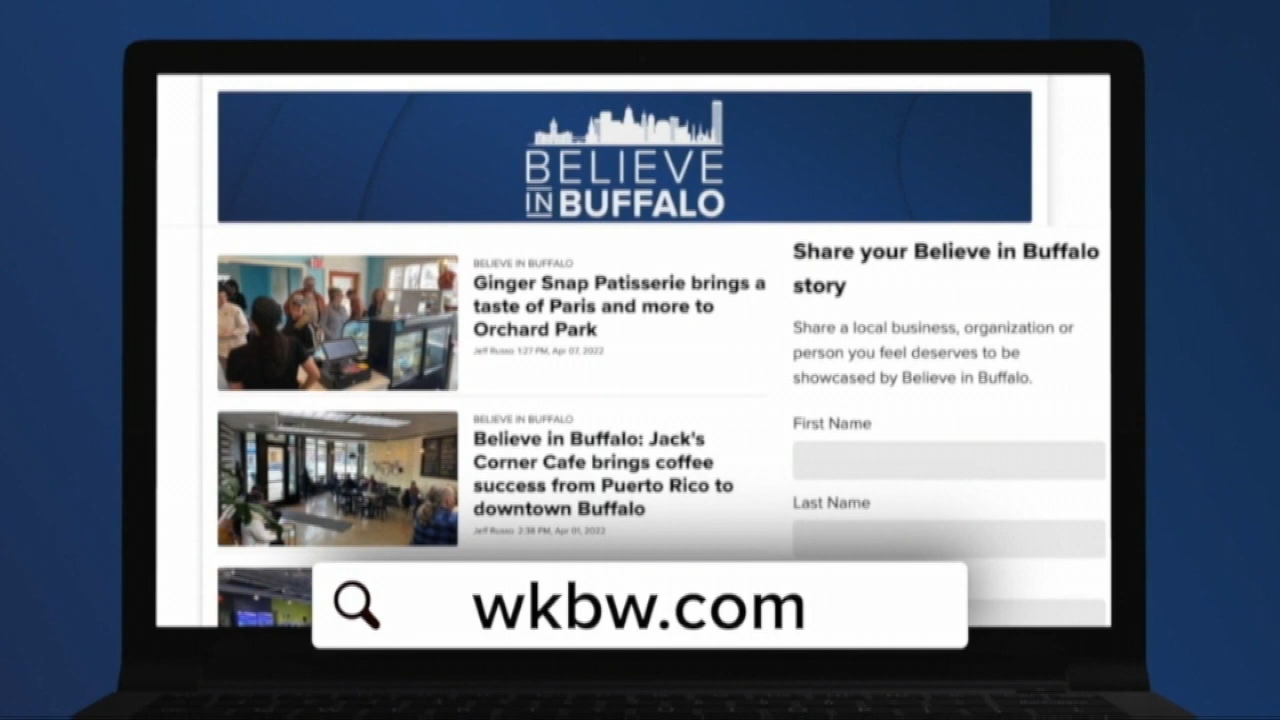 BELIEVE
IN BUFFALO
BELIEVE IN BUFFALO
Ginger Snap Patisserie brings a
taste of Paris and more to
Orchard Park
Jeff Russo 1:27 PM, Apr 07, 2022
BELIEVE IN BUFFALO
Believe in Buffalo: Jack's
Corner Cafe brings coffee
success from Puerto Rico to
downtown Buffalo
Jeff Russo 2:38 PM, Apr 01, 2022
Share your Believe in Buffalo
story
Share a local business, organization or
person you feel deserves to be
showcased by Believe in Buffalo.
First Name
Last Name
wkbw.com